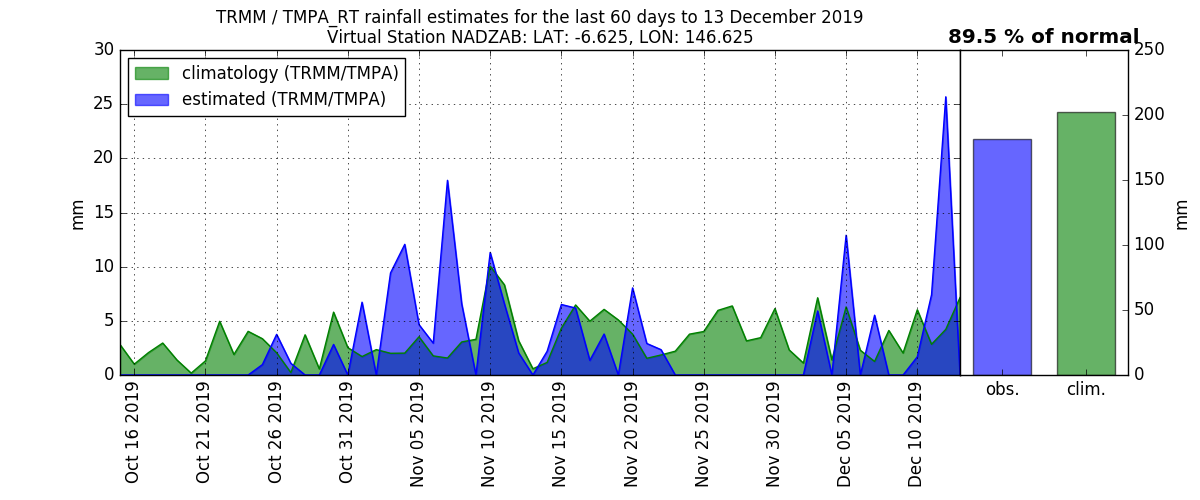 TRMM / TMPA_RT rainfall estimates for the last 60 days to 13 December 2019
Virtual Station NADZAB: LAT: -6.625, LON: 146.625
89.5 % of normal
climatology (TRMM/TMPA)
estimated (TRMM/TMPA)
30
25
20
15
10
5
0
mm
Oct 16 2019
Oct 21 2019
Oct 26 2019
Oct 31 2019
Nov 05 2019
Nov 10 2019
Nov 15 2019
Nov 20 2019
Nov 25 2019
Nov 30 2019
Dec 05 2019
Dec 10 2019
obs.
clim.
250
200
150
100
50
0
mm